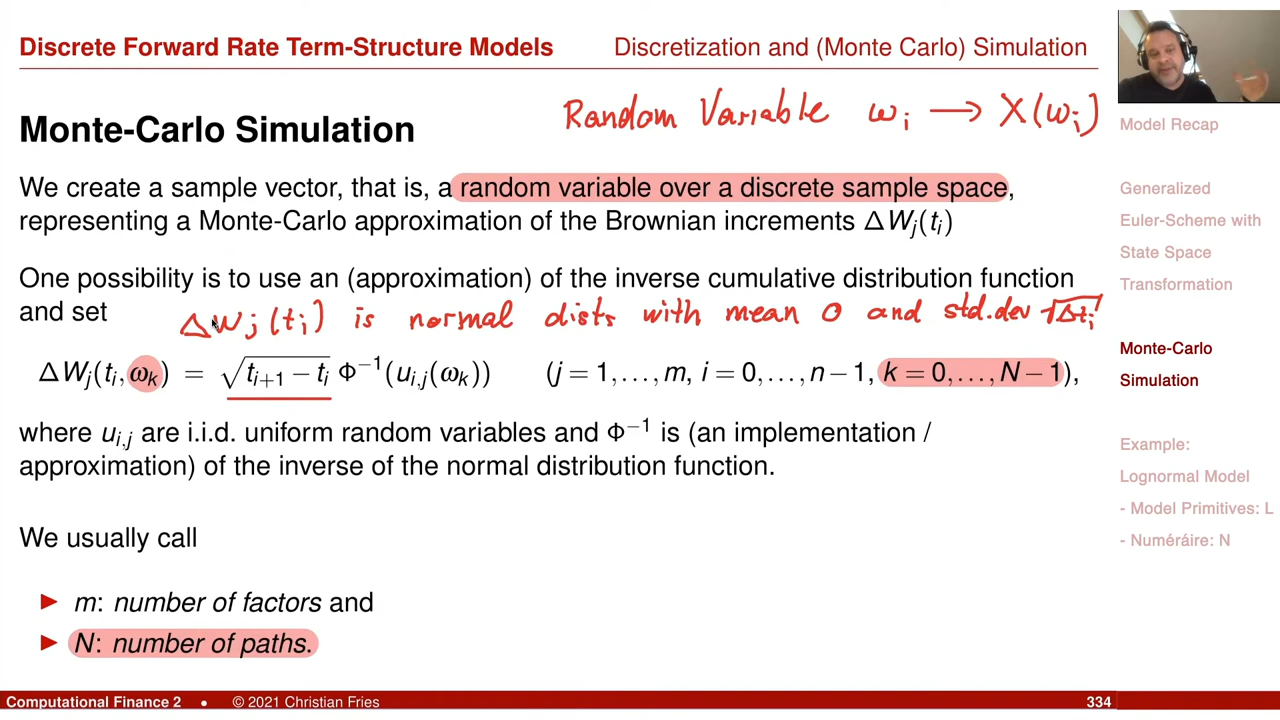 Discrete Forward Rate Term-Structure Models
Discretization and (Monte Carlo) Simulation
Random Variable ω_i → X(ω_i)
Monte-Carlo Simulation
We create a sample vector, that is, a random variable over a discrete sample space,
representing a Monte-Carlo approximation of the Brownian increments ΔW_j(t_i)
One possibility is to use an (approximation) of the inverse cumulative distribution function
and set
ΔW_j(t_i) is normal distr with mean 0 and std.dev √Δt_i
ΔW_j(t_i, ω_k) = √(t_{i+1} − t_i) Φ⁻¹(u_{i,j}(ω_k)) (j = 1, …, m, i = 0, …, n − 1, k = 0, …, N − 1),
where u_{i,j} are i.i.d. uniform random variables and Φ⁻¹ is (an implementation /
approximation) of the inverse of the normal distribution function.
We usually call
▶ m: number of factors and
▶ N: number of paths.
Model Recap
Generalized
Euler-Scheme with
State Space
Transformation
Monte-Carlo
Simulation
Example:
Lognormal Model
- Model Primitives: L
- Numéráire: N
Computational Finance 2 • © 2021 Christian Fries
334